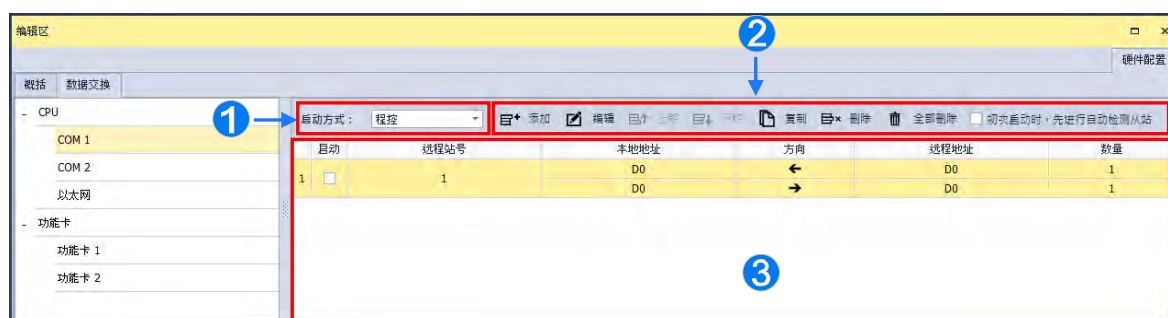 编辑区
2
硬件配置
概括 数据交换
1
启动方式： 程控 添加 编辑 上移 下移 复制 删除 全部删除 初次启动时，先进行自动检测从站
- CPU
COM 1
COM 2
以太网
- 功能卡
功能卡 1
功能卡 2
启动 远程站号 本地地址 方向 远程地址 数量
1 1 D0 ← D0 1
D0 → D0 1
3